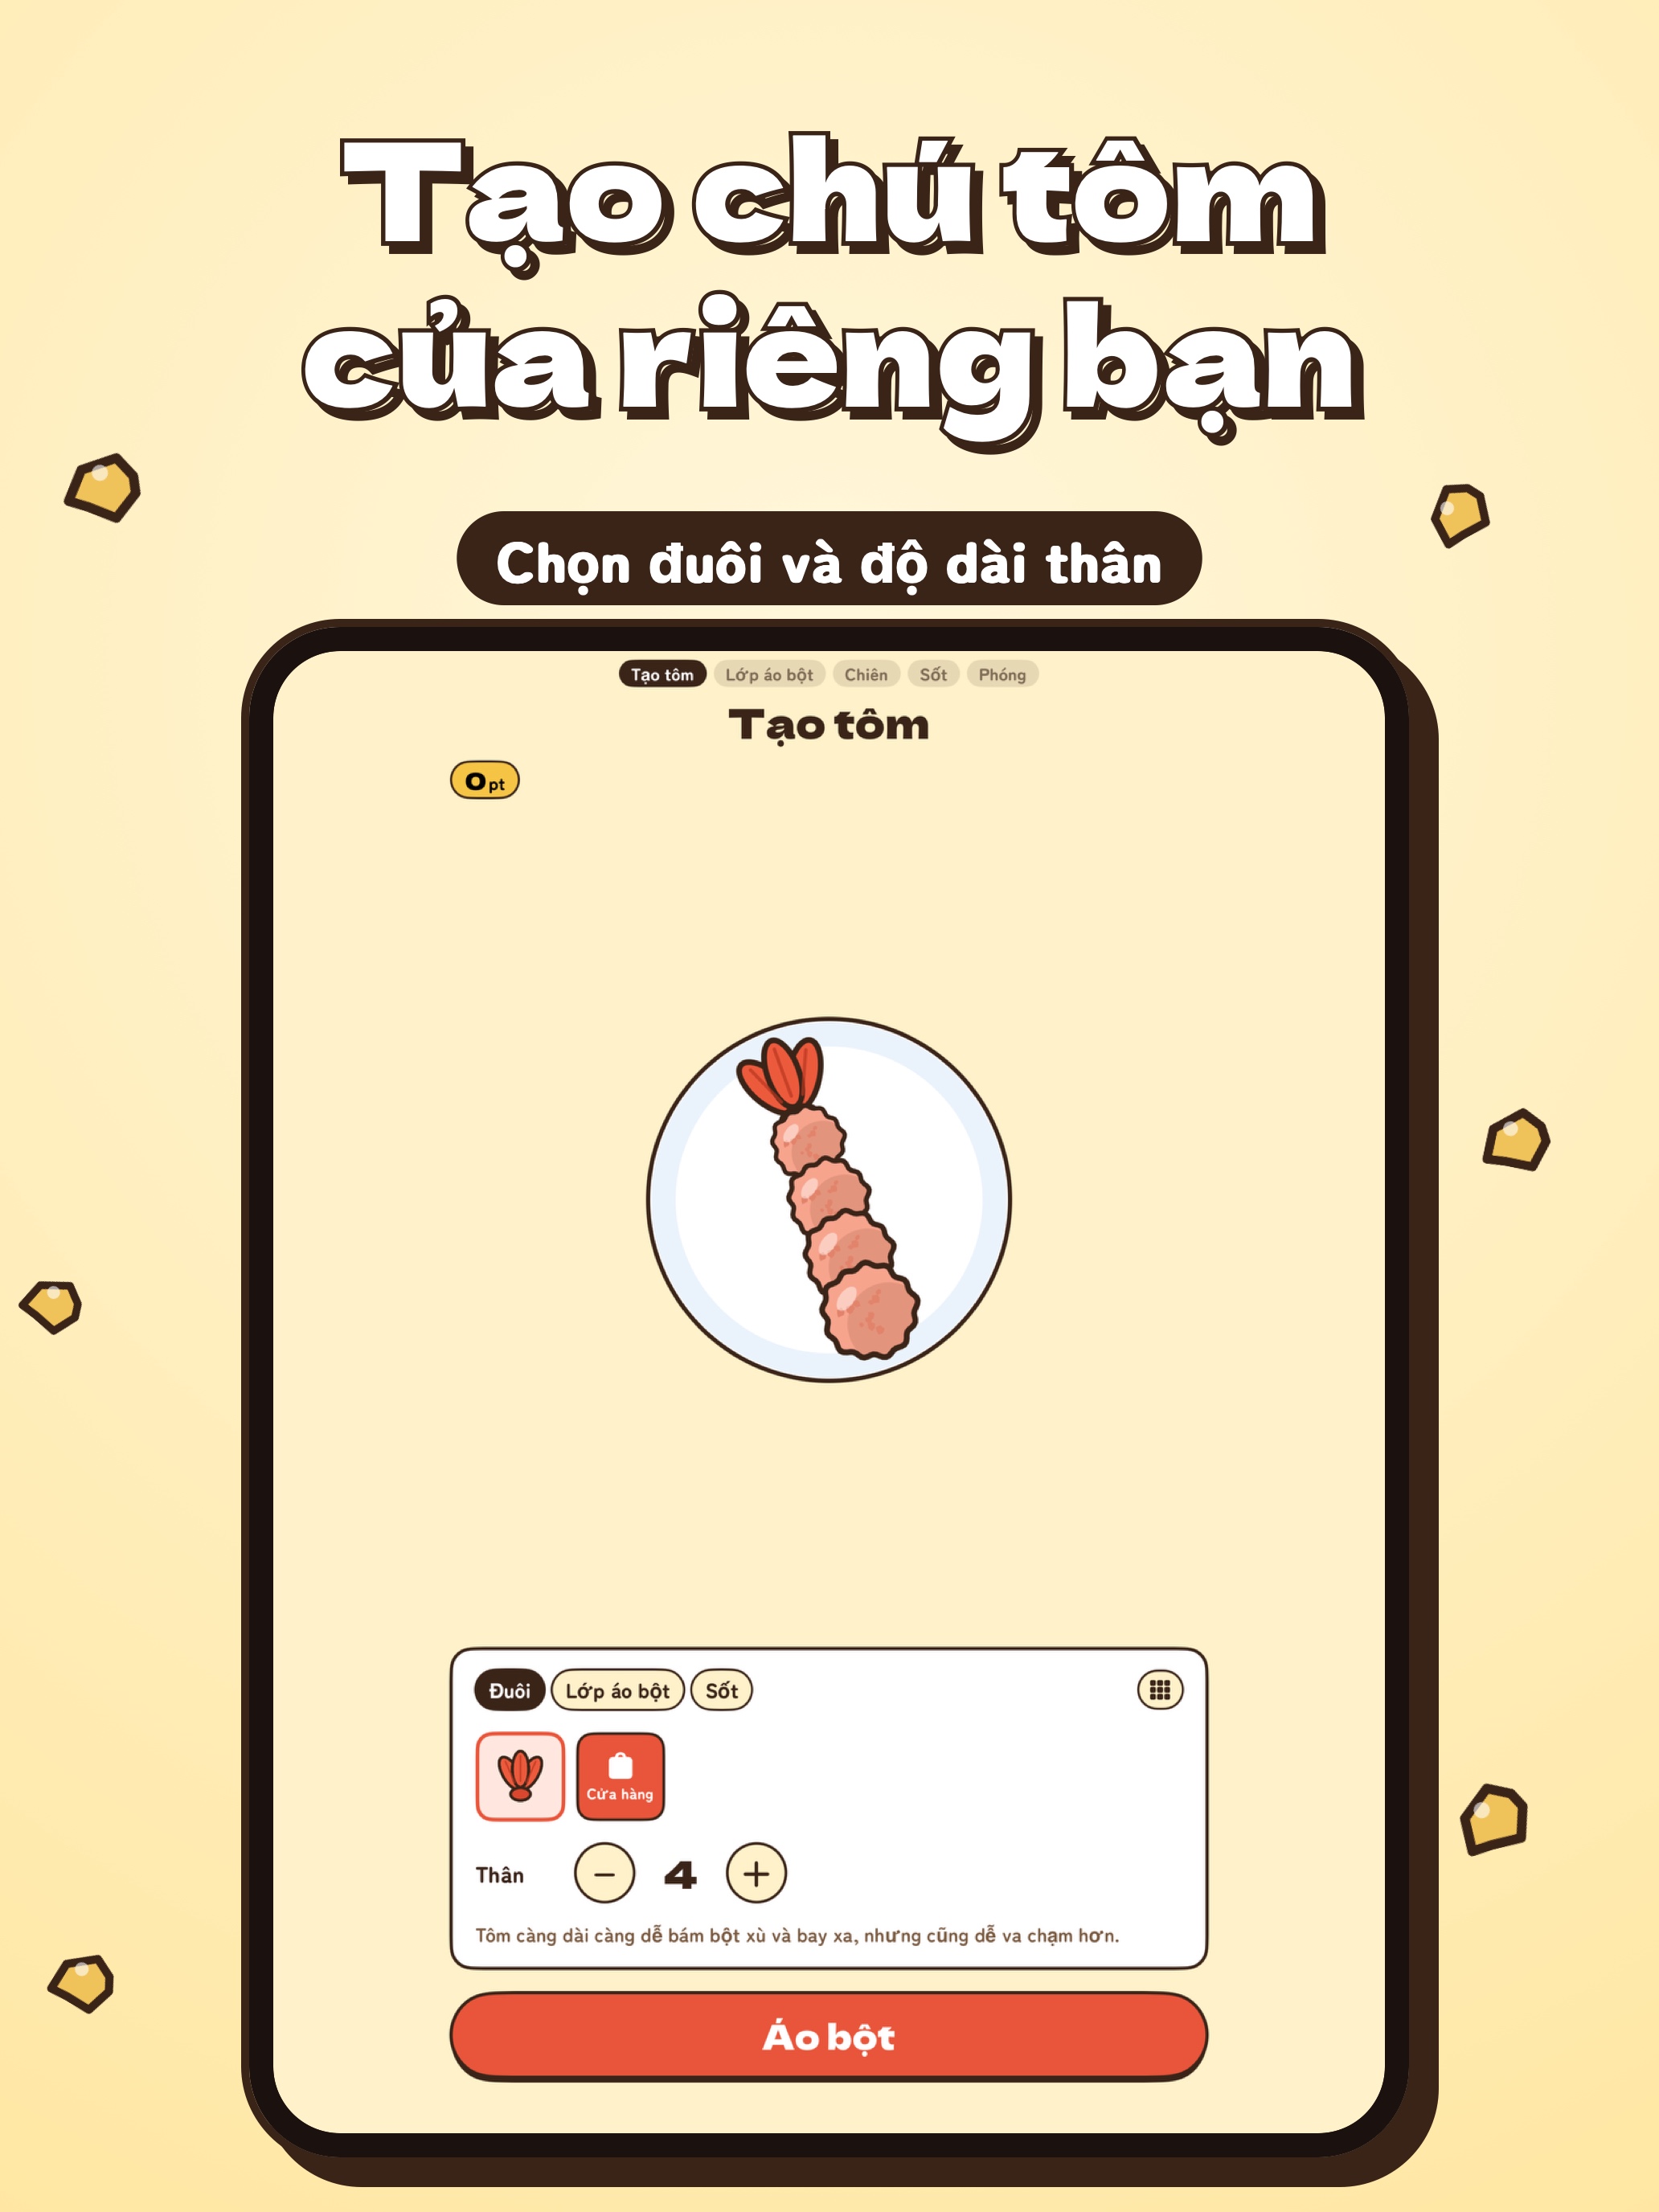 Tạo chú tôm
của riêng bạn
Chọn đuôi và độ dài thân
Tạo tôm Lớp áo bột Chiên Sốt Phóng
Tạo tôm
0 pt
Đuôi Lớp áo bột Sốt
Cửa hàng
Thân − 4 +
Tôm càng dài càng dễ bám bột xù và bay xa, nhưng cũng dễ va chạm hơn.
Áo bột